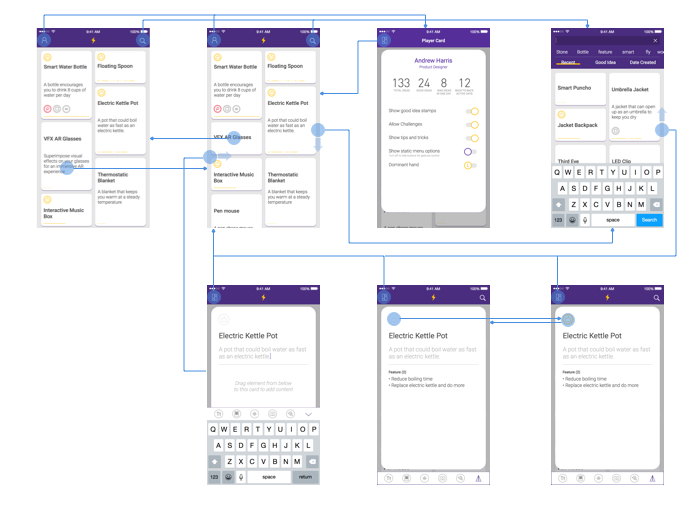 9:41 AM
100%
Smart Water Bottle
A bottle encourages
you to drink 8 cups of
water per day
VFX AR Glasses
Superimpose visual
effects on your glasses
for an immersive AR
experience
Interactive Music
Box
Floating Spoon
Electric Kettle Pot
A pot that could boil
water as fast as an
electric kettle
Thermostatic
Blanket
A blanket that keeps
you warm at a steady
temperature
9:41 AM
100%
Smart Water Bottle
A bottle encourages
you to drink 8 cups of
water per day
VFX AR Glasses
Interactive Music
Box
Pen mouse
Floating Spoon
Electric Kettle Pot
A pot that could boil
water as fast as an
electric kettle
Thermostatic
Blanket
A blanket that keeps
you warm at a steady
temperature
9:41 AM
100%
Player Card
Andrew Harris
Product Designer
133 24 8 12
Show good idea stamps
Allow Challenges
Show tips and tricks
Show static menu options
Dominant hand
9:41 AM
100%
Stone Bottle feature smart fly
Recent Good Idea Date Created
Smart Puncho
Jacket Backpack
Third Eve
Umbrella Jacket
A jacket that can open
up as an umbrella to
keep you dry
LED Clip
Q W E R T Y U I O P
A S D F G H J K L
Z X C V B N M
123 space Search
9:41 AM
100%
Electric Kettle Pot
A pot that could boil water as fast
as an electric kettle
Drag element from below
to this card to add content
Q W E R T Y U I O P
A S D F G H J K L
Z X C V B N M
123 space return
9:41 AM
100%
Electric Kettle Pot
A pot that could boil water as fast
as an electric kettle.
Feature (2)
• Reduce boiling time
• Replace electric kettle and do more
9:41 AM
100%
Electric Kettle Pot
A pot that could boil water as fast
as an electric kettle.
Feature (2)
• Reduce boiling time
• Replace electric kettle and do more